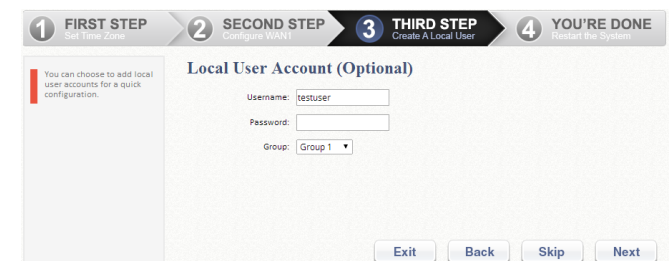 1 FIRST STEP
Set Time Zone
2 SECOND STEP
Configure WAN1
3 THIRD STEP
Create A Local User
4 YOU'RE DONE
Restart the System
You can choose to add local
user accounts for a quick
configuration.
Local User Account (Optional)
Username: testuser
Password:
Group: Group 1
Exit Back Skip Next